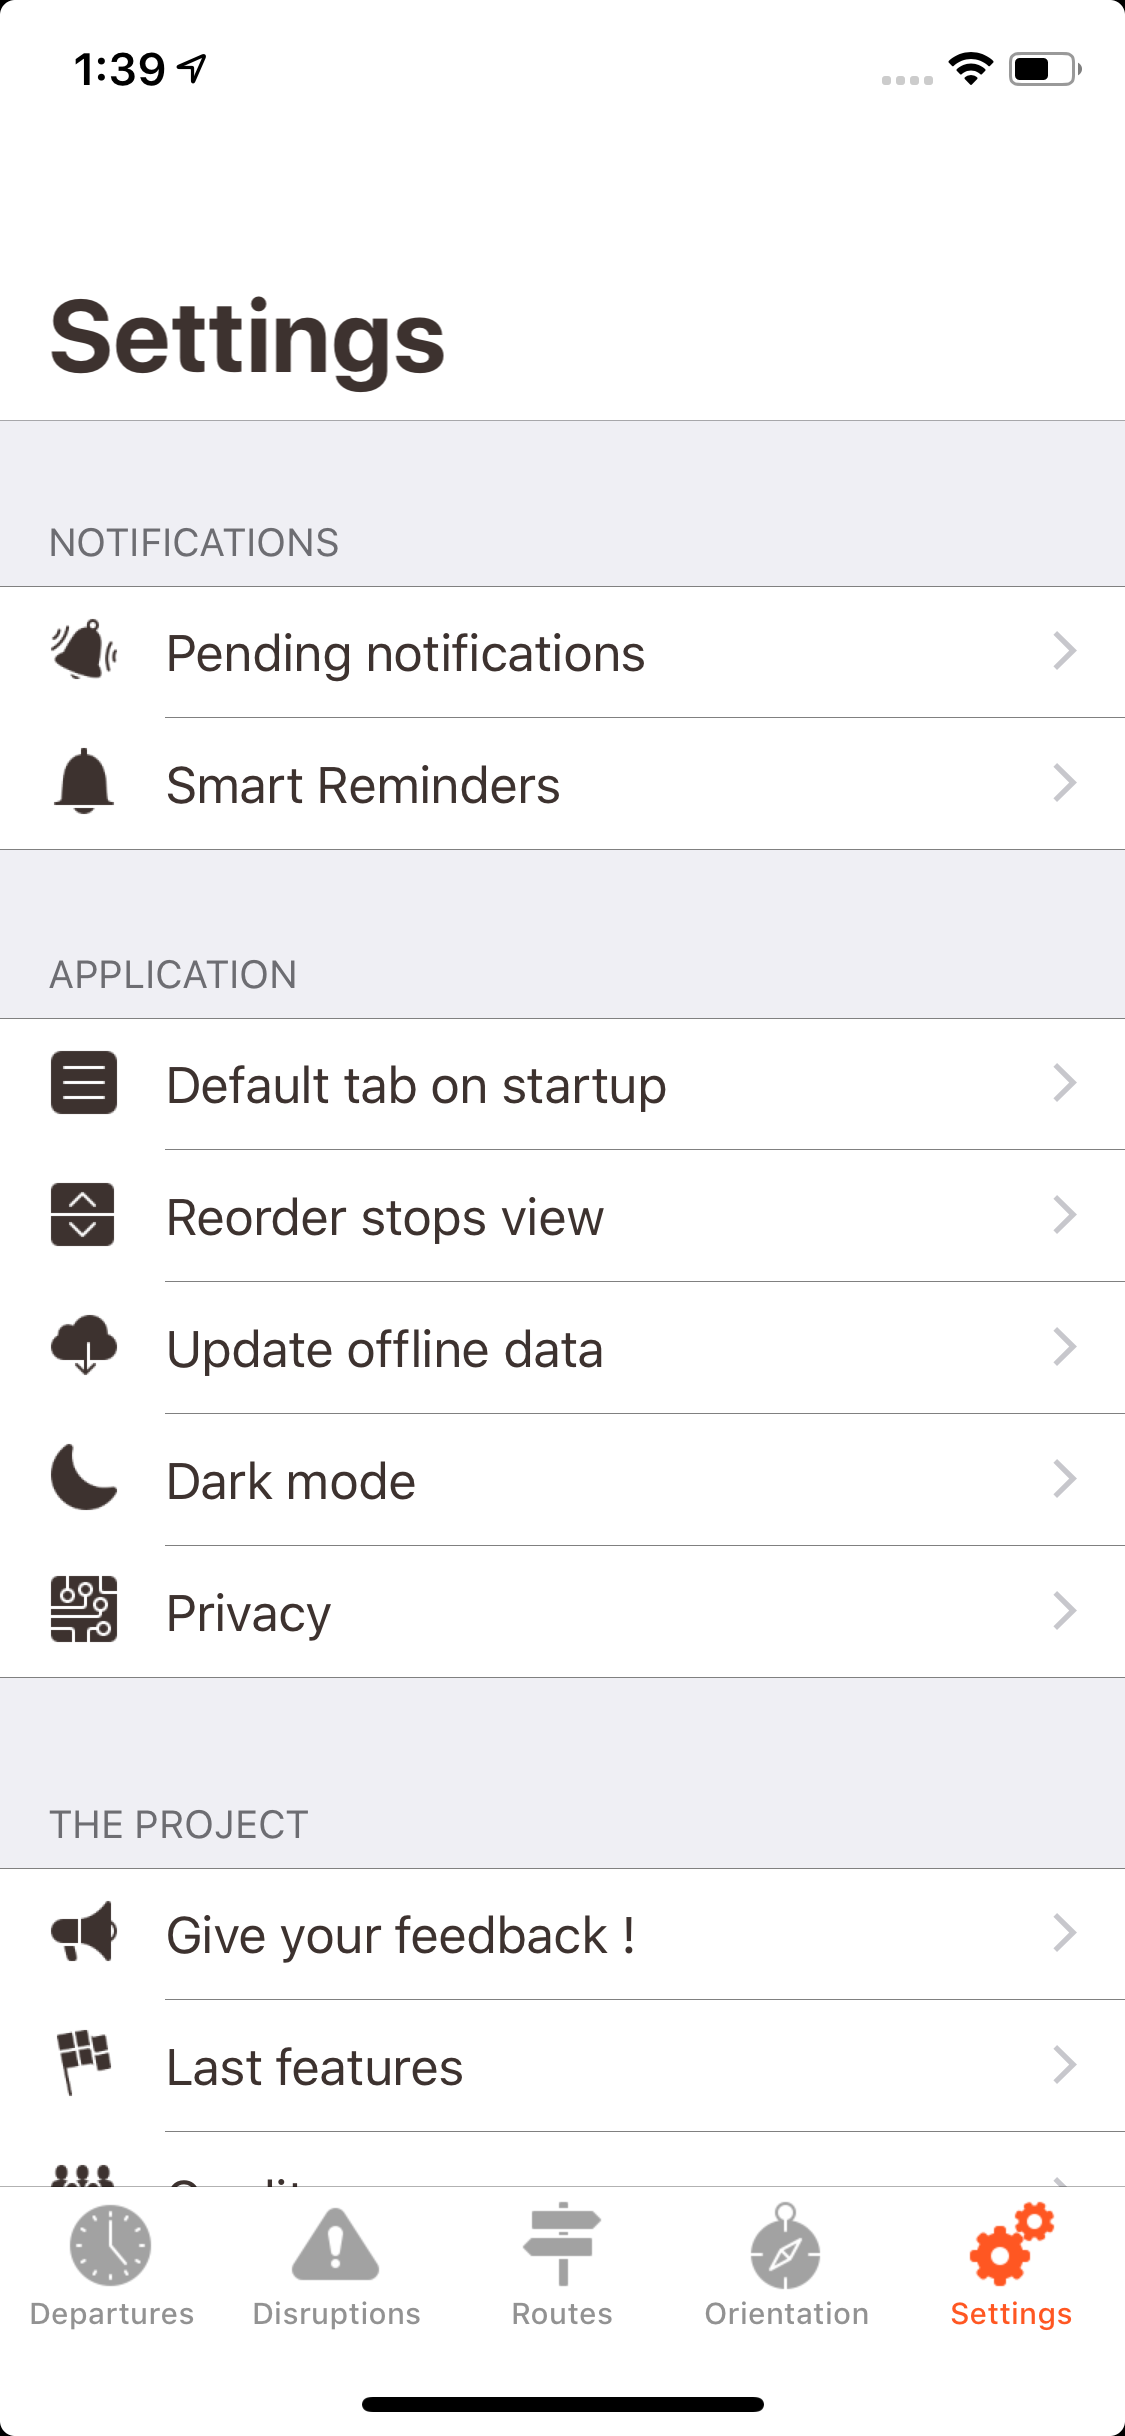 1:39
Settings
NOTIFICATIONS
Pending notifications
Smart Reminders
APPLICATION
Default tab on startup
Reorder stops view
Update offline data
Dark mode
Privacy
THE PROJECT
Give your feedback !
Last features
Departures
Disruptions
Routes
Orientation
Settings